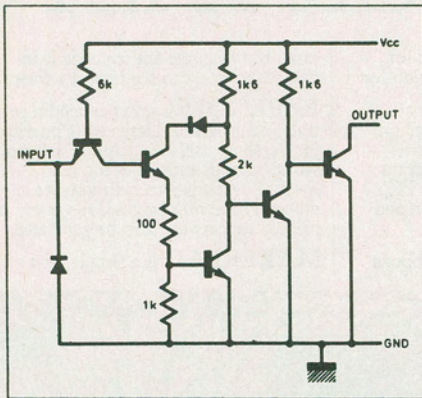 Vcc
6k
1k6
1k6
INPUT
OUTPUT
2k
100
1k
GND